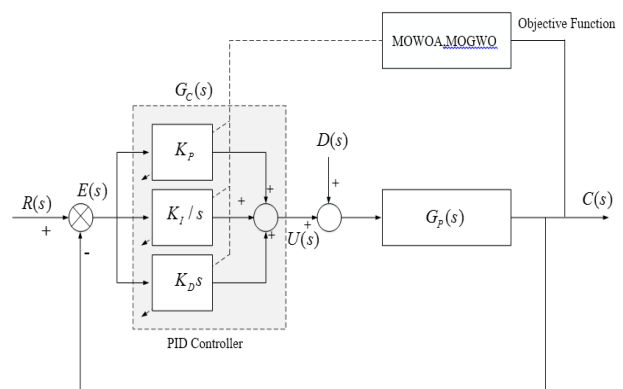 Objective Function
MOWOA,MOGWO
G_C(s)
K_P
D(s)
+
R(s)
E(s)
+
K_I / s
+
+
U(s)
+
G_P(s)
C(s)
+
-
K_D s
PID Controller